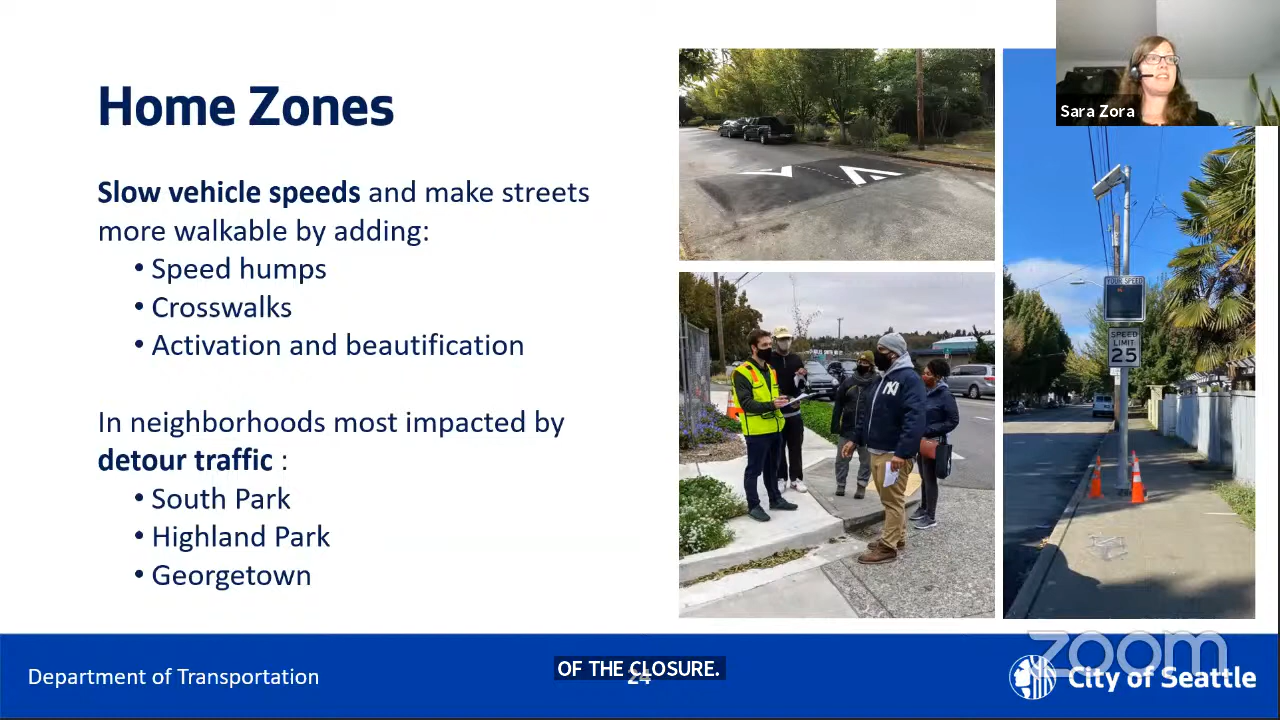 Home Zones
Slow vehicle speeds and make streets
more walkable by adding:
• Speed humps
• Crosswalks
• Activation and beautification
In neighborhoods most impacted by
detour traffic :
• South Park
• Highland Park
• Georgetown
Sara Zora
YOUR SPEED
SPEED
LIMIT
25
Department of Transportation
OF THE CLOSURE.
24
zoom
City of Seattle